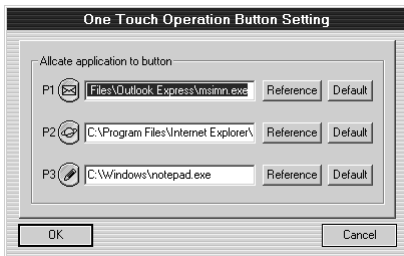 One Touch Operation Button Setting
Allcate application to button
P1 Files\Outlook Express\msimn.exe Reference Default
P2 C:\Program Files\Internet Explorer\ Reference Default
P3 C:\Windows\notepad.exe Reference Default
OK Cancel